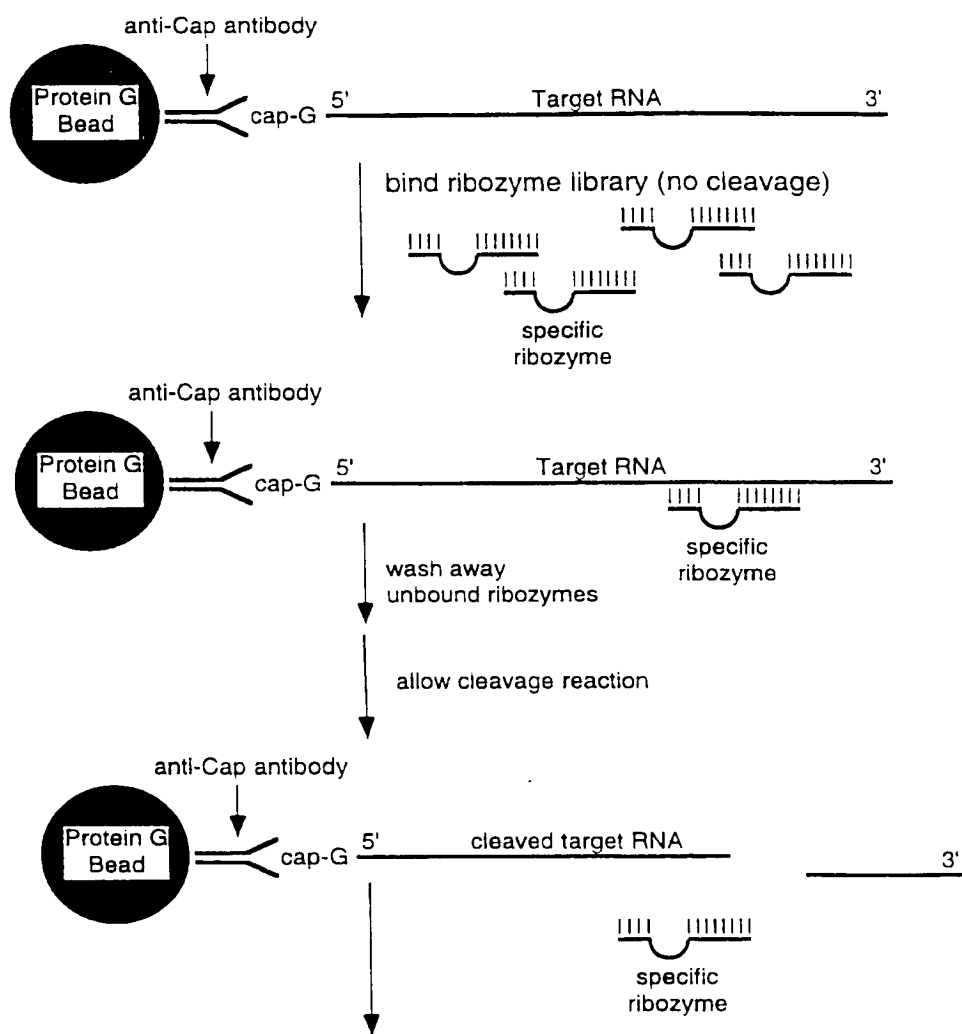 anti-Cap antibody
Protein G
Bead
cap-G
5'
Target RNA
3'
bind ribozyme library (no cleavage)
specific
ribozyme
anti-Cap antibody
Protein G
Bead
cap-G
5'
Target RNA
3'
specific
ribozyme
wash away
unbound ribozymes
allow cleavage reaction
anti-Cap antibody
Protein G
Bead
cap-G
5'
cleaved target RNA
3'
specific
ribozyme